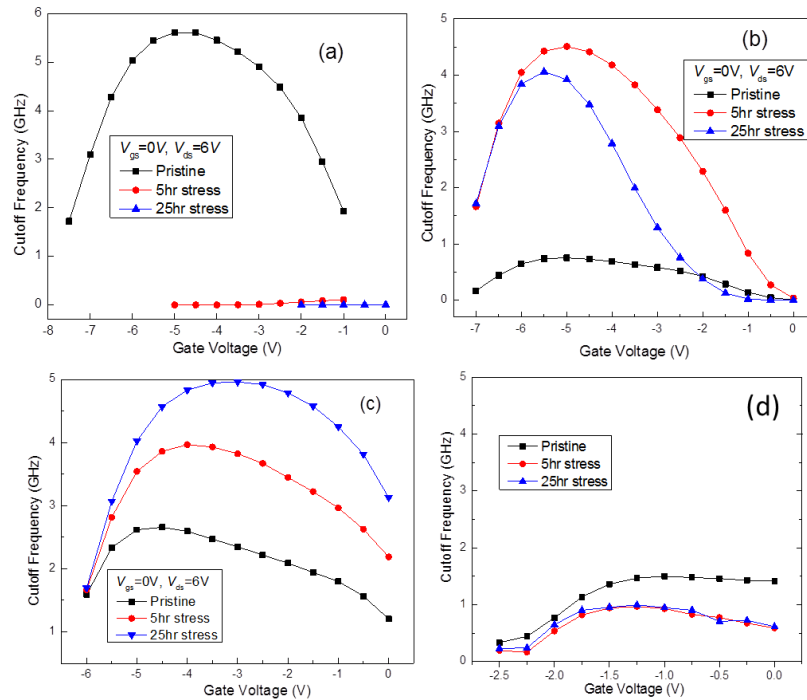 (a)
6
5
4
3
2
1
0
Cutoff Frequency (GHz)
Vgs=0V, Vds=6V
Pristine
5hr stress
25hr stress
-8 -7 -6 -5 -4 -3 -2 -1 0
Gate Voltage (V)
(b)
5
4
3
2
1
0
Cutoff Frequency (GHz)
Vgs=0V, Vds=6V
Pristine
5hr stress
25hr stress
-7 -6 -5 -4 -3 -2 -1 0
Gate Voltage (V)
(c)
5
4
3
2
1
Cutoff Frequency (GHz)
Vgs=0V, Vds=6V
Pristine
5hr stress
25hr stress
-6 -5 -4 -3 -2 -1 0
Gate Voltage (V)
(d)
5
4
3
2
1
0
Cutoff Frequency (GHz)
Pristine
5hr stress
25hr stress
-2.5 -2.0 -1.5 -1.0 -0.5 0.0
Gate Voltage (V)